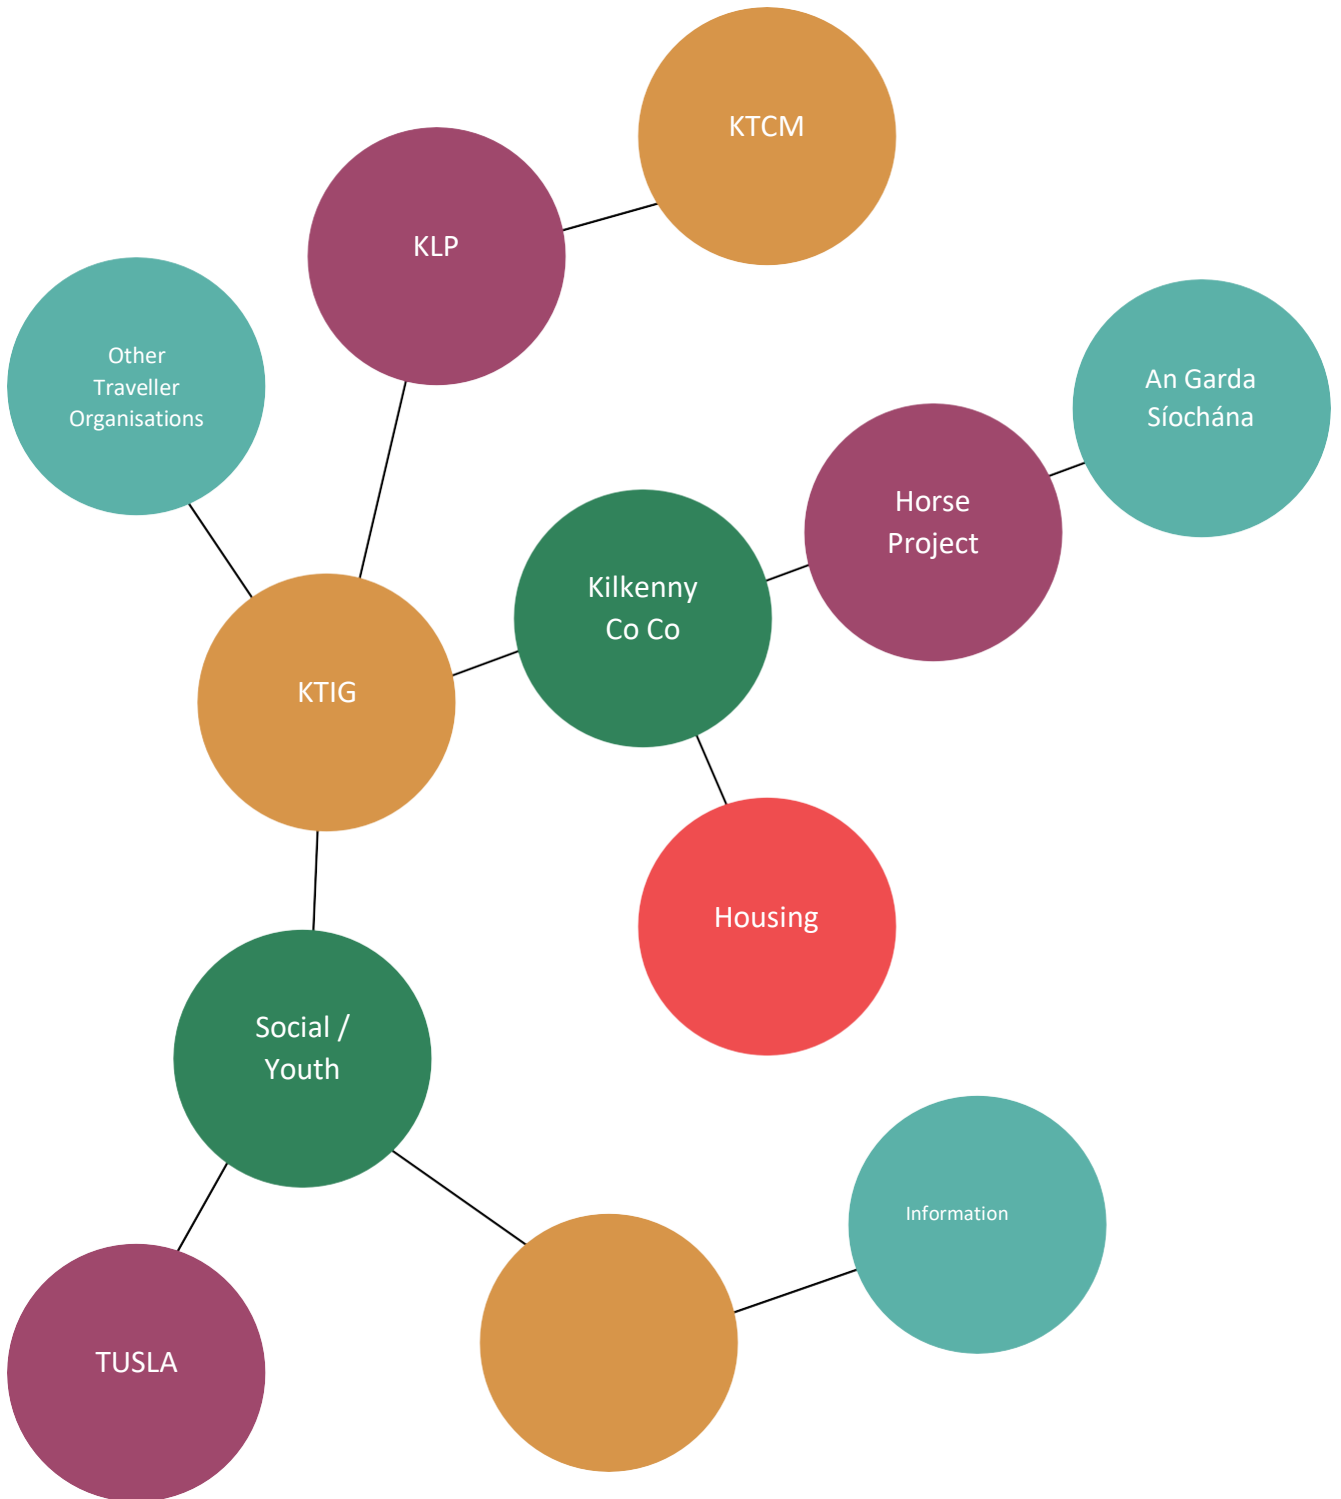 KTCM
KLP
Other
Traveller
Organisations
An Garda
Síochána
Horse
Project
Kilkenny
Co Co
KTIG
Housing
Social /
Youth
Information
TUSLA